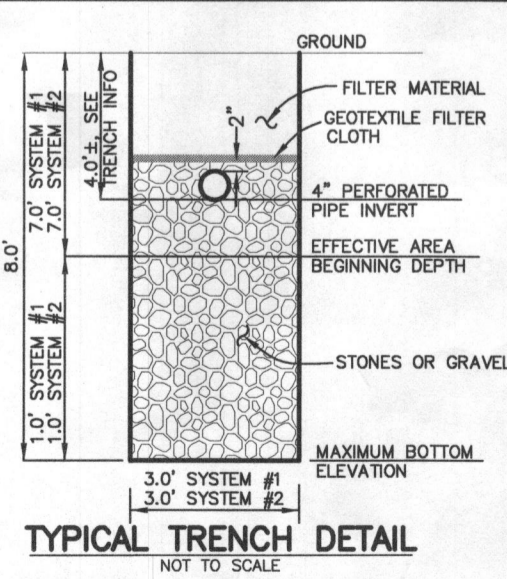 GROUND
FILTER MATERIAL
GEOTEXTILE FILTER
CLOTH
2"
4.0'±, SEE
TRENCH INFO
7.0' SYSTEM #1
7.0' SYSTEM #2
8.0'
4" PERFORATED
PIPE INVERT
EFFECTIVE AREA
BEGINNING DEPTH
1.0' SYSTEM #1
1.0' SYSTEM #2
STONES OR GRAVEL
MAXIMUM BOTTOM
ELEVATION
3.0' SYSTEM #1
3.0' SYSTEM #2
TYPICAL TRENCH DETAIL
NOT TO SCALE